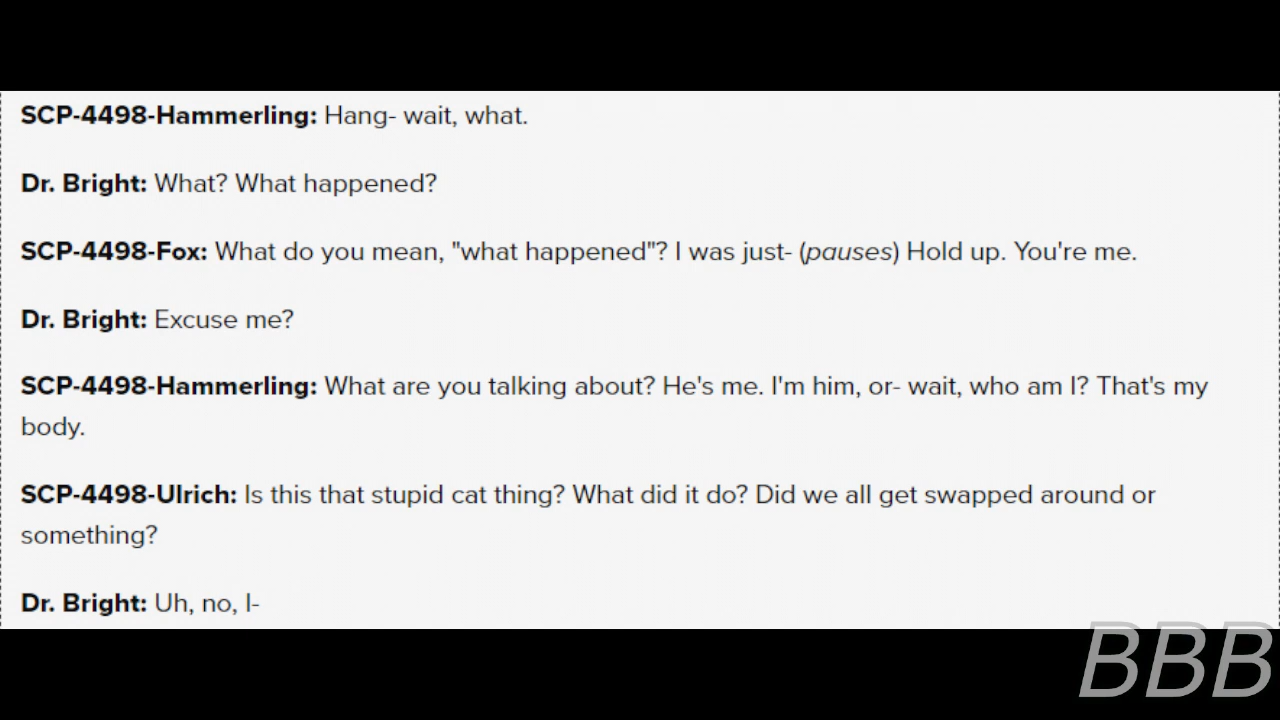 SCP-4498-Hammerling: Hang- wait, what.
Dr. Bright: What? What happened?
SCP-4498-Fox: What do you mean, "what happened"? I was just- (pauses) Hold up. You're me.
Dr. Bright: Excuse me?
SCP-4498-Hammerling: What are you talking about? He's me. I'm him, or- wait, who am I? That's my
body.
SCP-4498-Ulrich: Is this that stupid cat thing? What did it do? Did we all get swapped around or
something?
Dr. Bright: Uh, no, I-
BBB